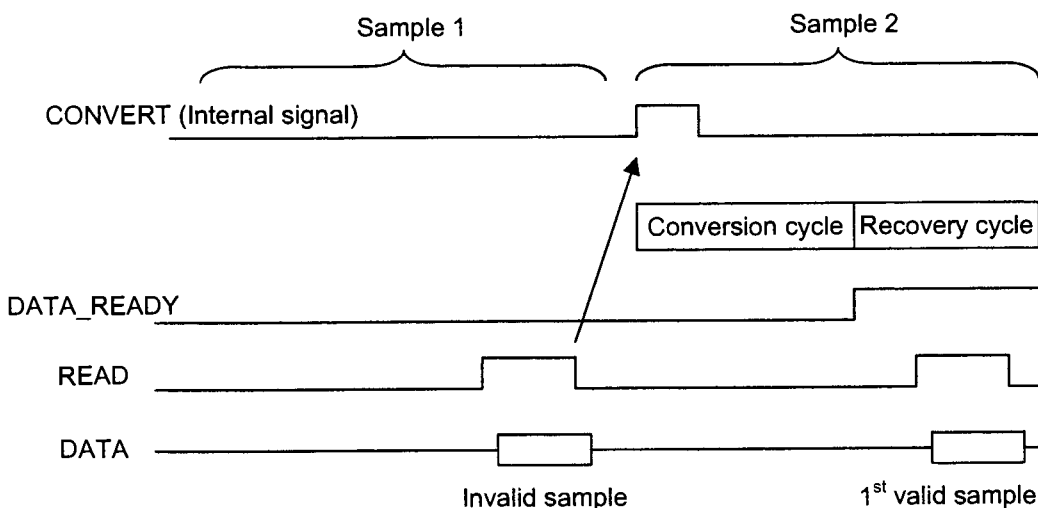 Sample 1
Sample 2
CONVERT (Internal signal)
Conversion cycle
Recovery cycle
DATA_READY
READ
DATA
Invalid sample
1st valid sample